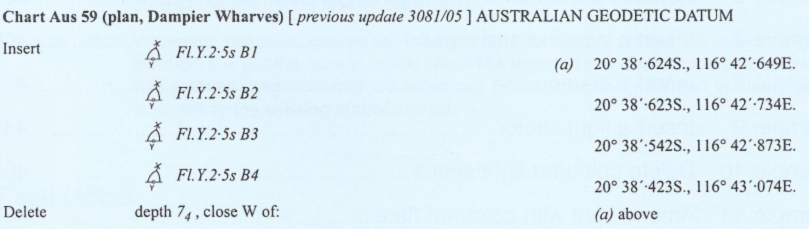 Chart Aus 59 (plan, Dampier Wharves) [ previous update 3081/05 ] AUSTRALIAN GEODETIC DATUM
Insert Fl.Y.2·5s B1 (a) 20° 38´·624S., 116° 42´·649E.
Y
Fl.Y.2·5s B2 20° 38´·623S., 116° 42´·734E.
Y
Fl.Y.2·5s B3 20° 38´·542S., 116° 42´·873E.
Y
Fl.Y.2·5s B4 20° 38´·423S., 116° 43´·074E.
Y
Delete depth 7₄ , close W of: (a) above